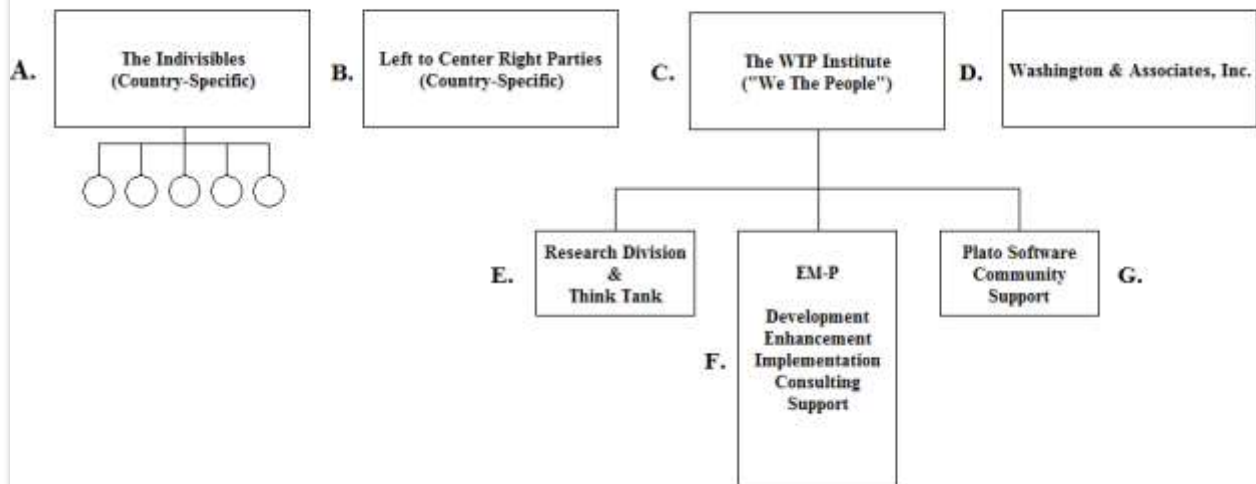 A.
The Indivisibles
(Country-Specific)
B.
Left to Center Right Parties
(Country-Specific)
C.
The WTP Institute
("We The People")
D.
Washington & Associates, Inc.
E.
Research Division
&
Think Tank
F.
EM-P
Development
Enhancement
Implementation
Consulting
Support
Plato Software
Community
Support
G.